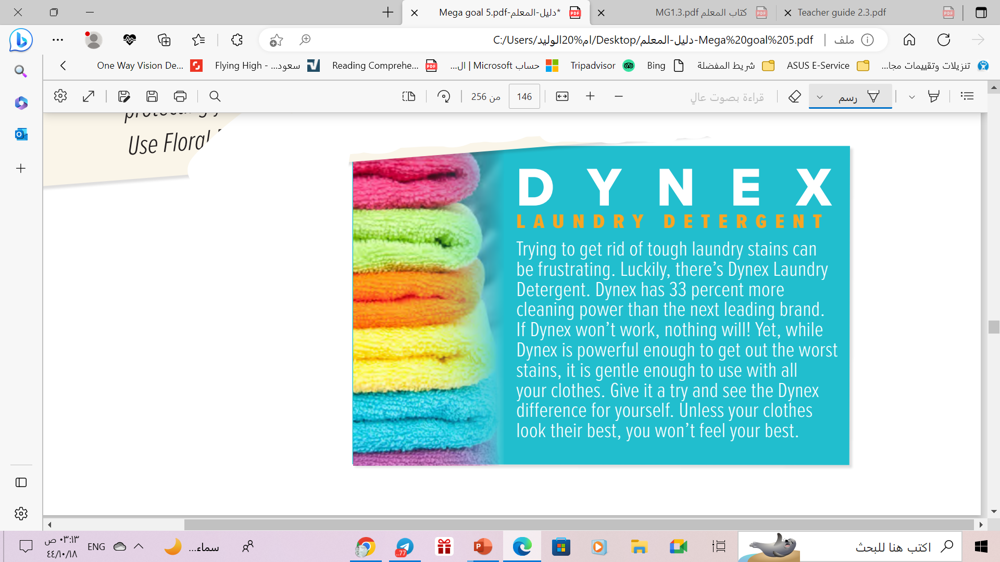 Mega goal 5.pdf-دليل-المعلم*
MG1.3.pdf كتاب المعلم
Teacher guide 2.3.pdf
C:/Users/ام%20الوليد/Desktop/دليل-المعلم-Mega%20goal%205.pdf
ملف
One Way Vision De...
Flying High - سعود...
Reading Comprehe...
حساب Microsoft | ال...
Tripadvisor
Bing
شريط المفضلة
ASUS E-Service
تنزيلات وتقييمات مجا...
من 256
146
قراءة بصوت عالٍ
رسم
Use Floral
DYNEX
LAUNDRY DETERGENT
Trying to get rid of tough laundry stains can
be frustrating. Luckily, there's Dynex Laundry
Detergent. Dynex has 33 percent more
cleaning power than the next leading brand.
If Dynex won't work, nothing will! Yet, while
Dynex is powerful enough to get out the worst
stains, it is gentle enough to use with all
your clothes. Give it a try and see the Dynex
difference for yourself. Unless your clothes
look their best, you won't feel your best.
٠٣:١٣ ص
٤٤/١٠/١٨
ENG
سماء...
77..
اكتب هنا للبحث